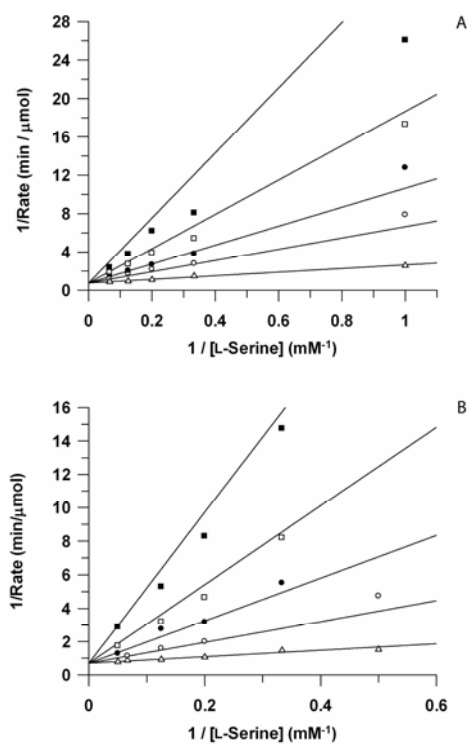 A
28
24
20
16
12
8
4
0
1/Rate (min / μmol)
0 0.2 0.4 0.6 0.8 1
1 / [L-Serine] (mM⁻¹)
B
16
14
12
10
8
6
4
2
0
1/Rate (min/μmol)
0 0.2 0.4 0.6
1 / [L-Serine] (mM⁻¹)